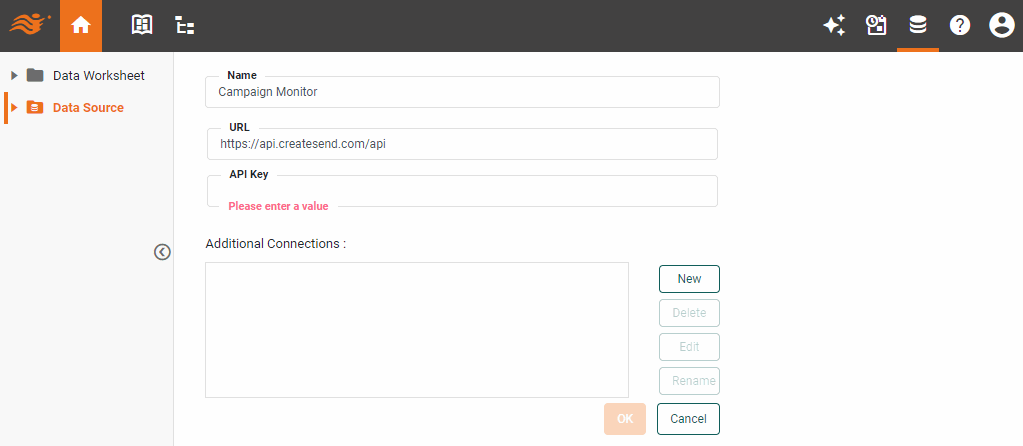 Data Worksheet
Data Source
Name
Campaign Monitor
URL
https://api.createsend.com/api
API Key
Please enter a value
Additional Connections :
New
Delete
Edit
Rename
OK
Cancel